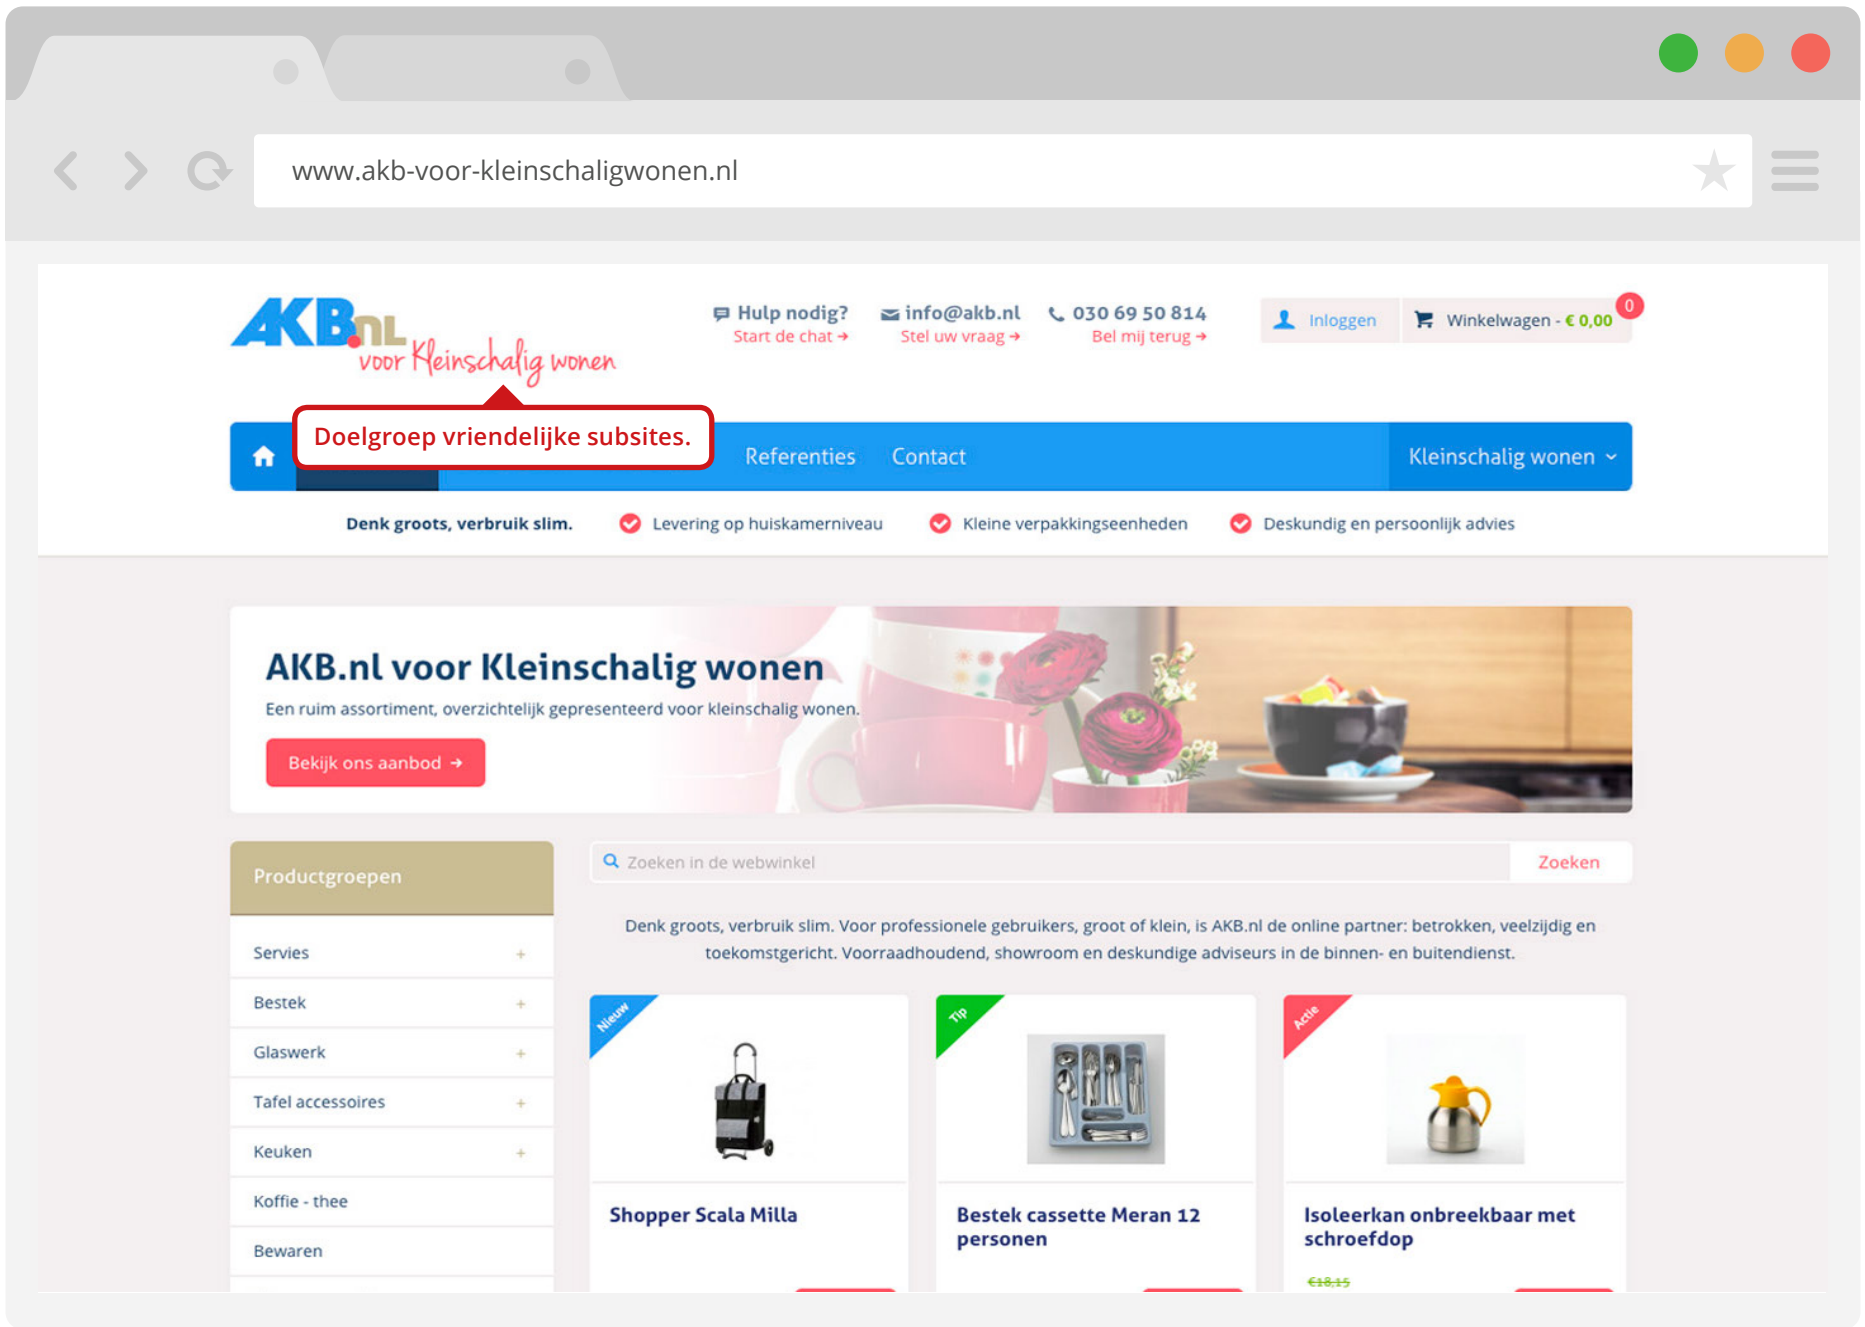 www.akb-voor-kleinschaligwonen.nl
AKB.nl
voor Kleinschalig wonen
Hulp nodig?
Start de chat
info@akb.nl
Stel uw vraag
030 69 50 814
Bel mij terug
Inloggen
Winkelwagen - € 0,00
0
Doelgroep vriendelijke subsites.
Referenties
Contact
Kleinschalig wonen
Denk groots, verbruik slim.
Levering op huiskamerniveau
Kleine verpakkingseenheden
Deskundig en persoonlijk advies
AKB.nl voor Kleinschalig wonen
Een ruim assortiment, overzichtelijk gepresenteerd voor kleinschalig wonen.
Bekijk ons aanbod
Productgroepen
Servies
Bestek
Glaswerk
Tafel accessoires
Keuken
Koffie - thee
Bewaren
Zoeken in de webwinkel
Zoeken
Denk groots, verbruik slim. Voor professionele gebruikers, groot of klein, is AKB.nl de online partner: betrokken, veelzijdig en
toekomstgericht. Voorraadhoudend, showroom en deskundige adviseurs in de binnen- en buitendienst.
Nieuw
Shopper Scala Milla
Tip
Bestek cassette Meran 12
personen
Actie
Isoleerkan onbreekbaar met
schroefdop
€18,15